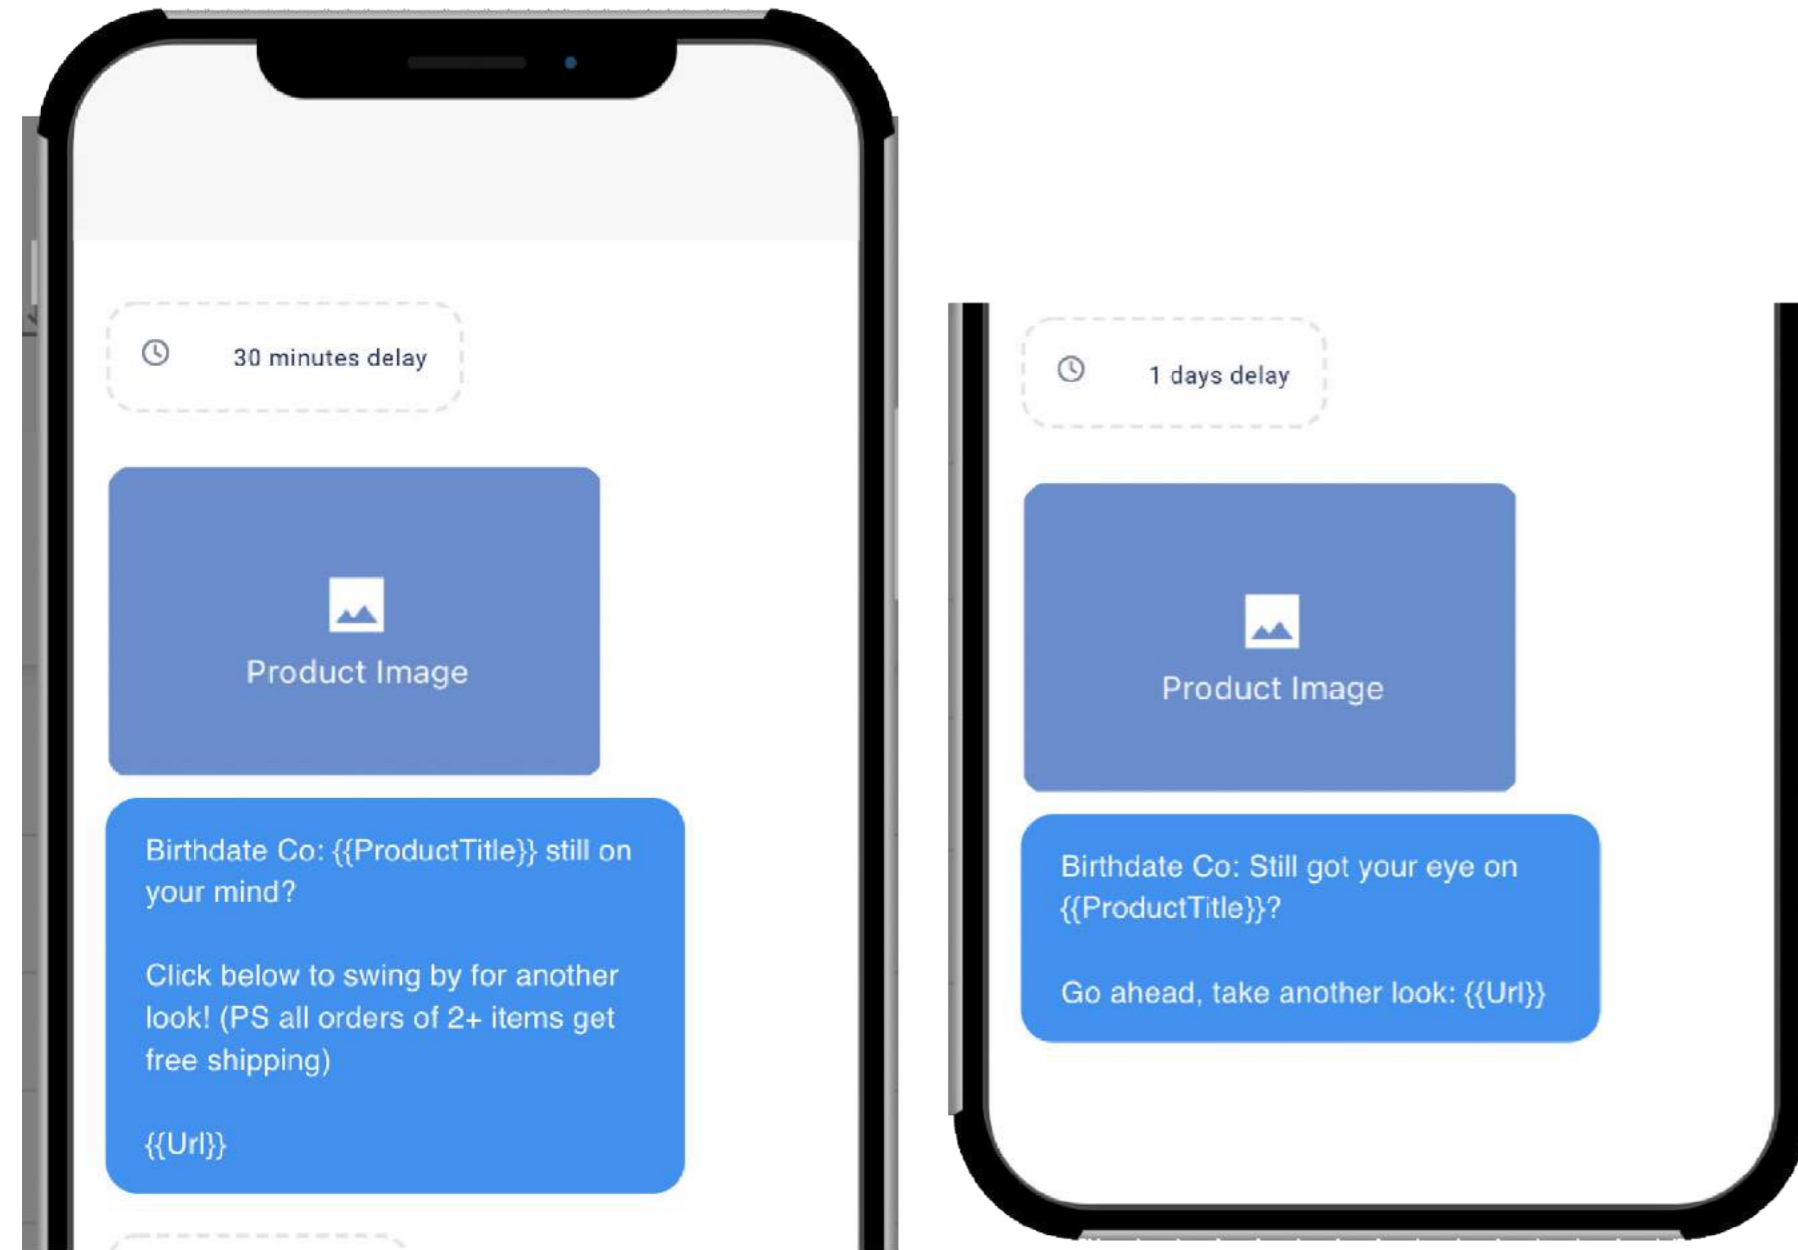 30 minutes delay
Product Image
Birthdate Co: {{ProductTitle}} still on
your mind?
Click below to swing by for another
look! (PS all orders of 2+ items get
free shipping)
{{Url}}
1 days delay
Product Image
Birthdate Co: Still got your eye on
{{ProductTitle}}?
Go ahead, take another look: {{Url}}